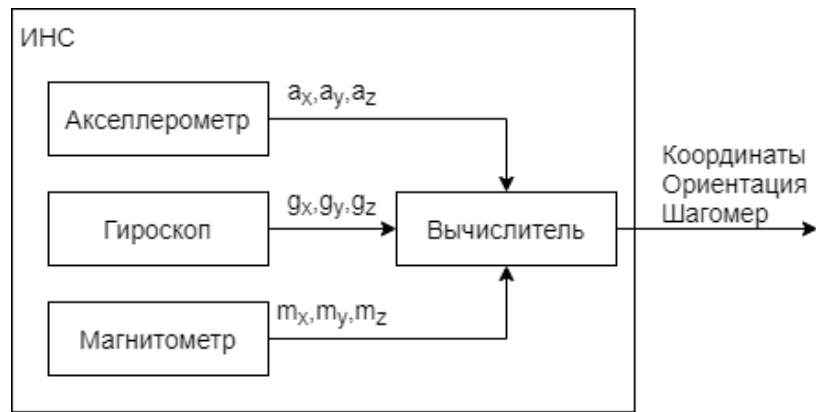 ИНС
Акселлерометр
ax,ay,az
Гироскоп
gx,gy,gz
Вычислитель
Координаты
Ориентация
Шагомер
Магнитометр
mx,my,mz